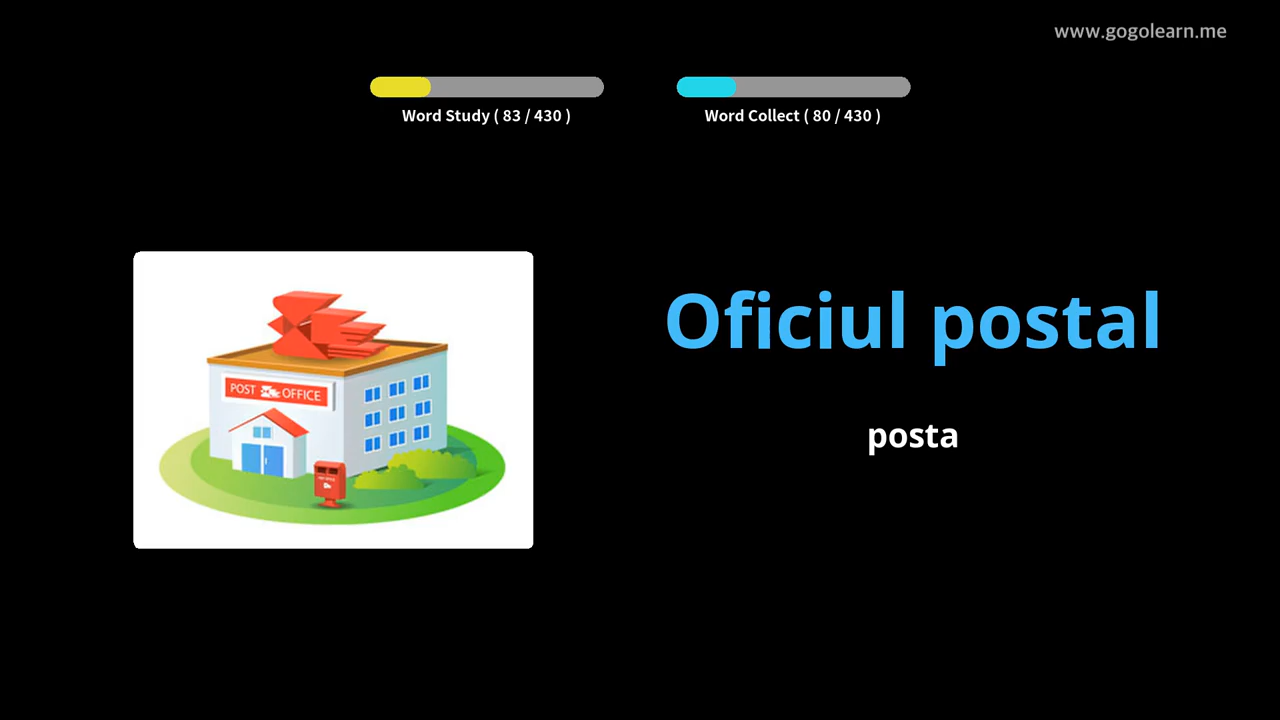 www.gogolearn.me
Word Study ( 83 / 430 )
Word Collect ( 80 / 430 )
Oficiul postal
posta
POST OFFICE